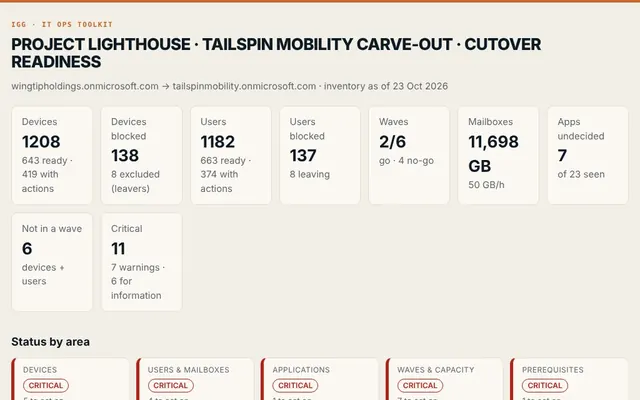 IGG · IT OPS TOOLKIT
PROJECT LIGHTHOUSE · TAILSPIN MOBILITY CARVE-OUT · CUTOVER
READINESS
wingtipholdings.onmicrosoft.com → tailspinmobility.onmicrosoft.com · inventory as of 23 Oct 2026
Devices
1208
643 ready ·
419 with
actions
Devices
blocked
138
8 excluded
(leavers)
Users
1182
663 ready ·
374 with
actions
Users
blocked
137
8 leaving
Waves
2/6
go · 4 no-go
Mailboxes
11,698
GB
50 GB/h
Apps
undecided
7
of 23 seen
Not in a wave
6
devices +
users
Critical
11
7 warnings ·
6 for
information
Status by area
DEVICES
CRITICAL
USERS & MAILBOXES
CRITICAL
APPLICATIONS
CRITICAL
WAVES & CAPACITY
CRITICAL
PREREQUISITES
CRITICAL